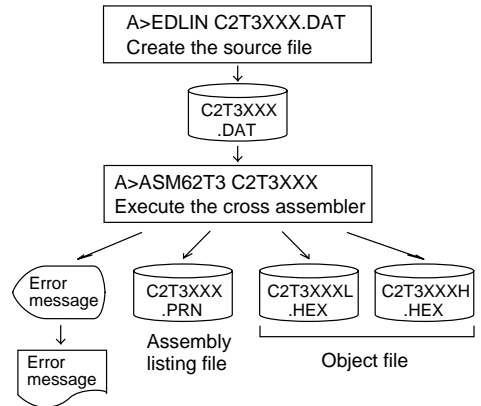 A>EDLIN C2T3XXX.DAT
Create the source file
C2T3XXX
.DAT
A>ASM62T3 C2T3XXX
Execute the cross assembler
Error
message
C2T3XXX
.PRN
C2T3XXXL
.HEX
C2T3XXXH
.HEX
Assembly
listing file
Object file
Error
message